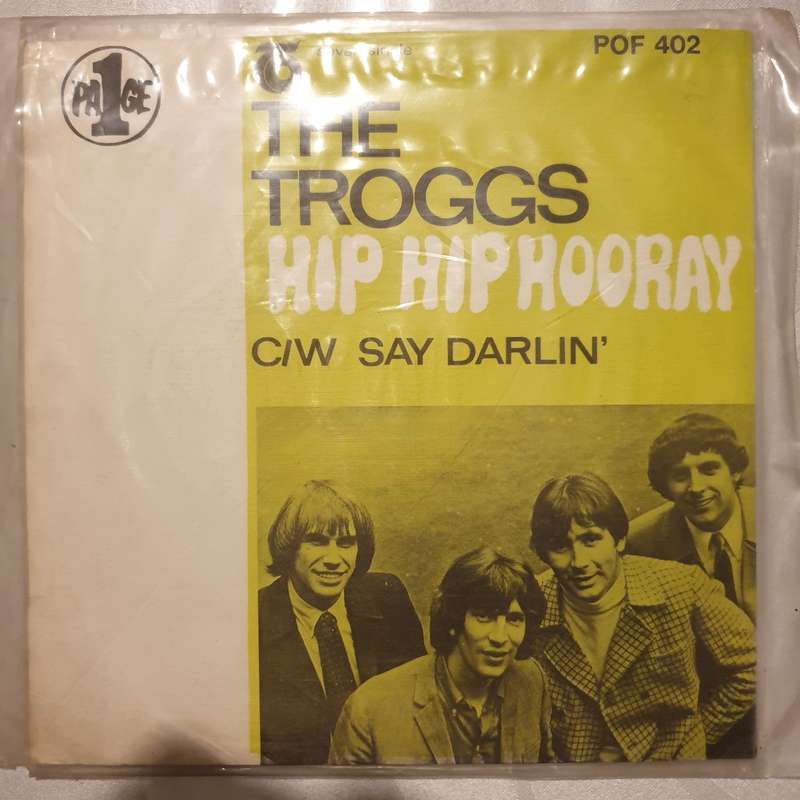 PAGE 1
POF 402
THE
TROGGS
HIP HIP HOORAY
C/W SAY DARLIN'